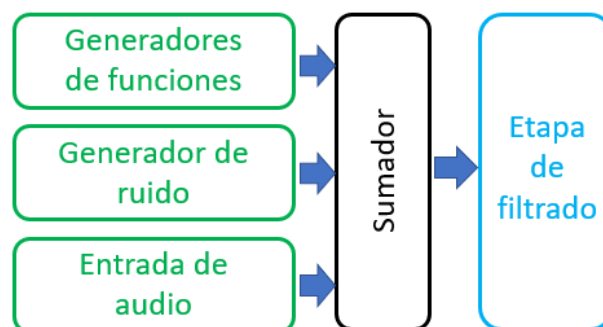 Generadores
de funciones
Generador de
ruido
Entrada de
audio
Sumador
Etapa
de
filtrado